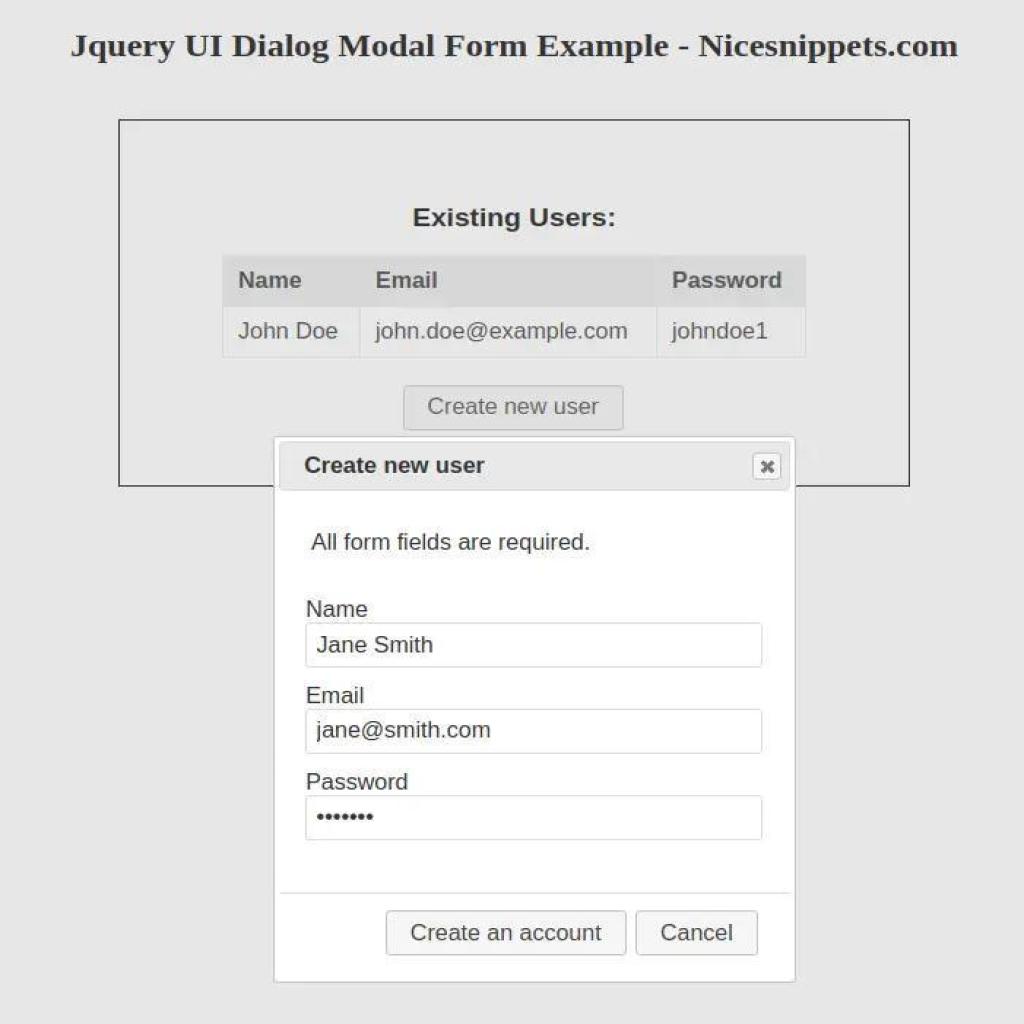 Jquery UI Dialog Modal Form Example - Nicesnippets.com
Existing Users:
Name Email Password
John Doe john.doe@example.com johndoe1
Create new user
Create new user
All form fields are required.
Name
Jane Smith
Email
jane@smith.com
Password
•••••••
Create an account Cancel